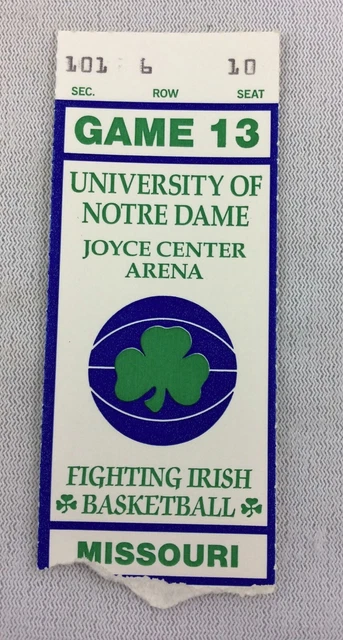 101 6 10
SEC. ROW SEAT
GAME 13
UNIVERSITY OF
NOTRE DAME
JOYCE CENTER
ARENA
FIGHTING IRISH
BASKETBALL
MISSOURI